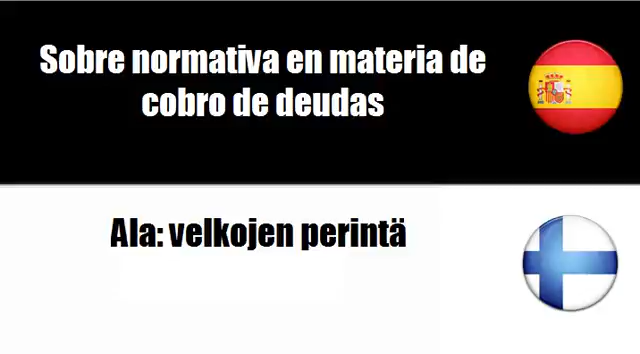 Sobre normativa en materia de
cobro de deudas
Ala: velkojen perintä